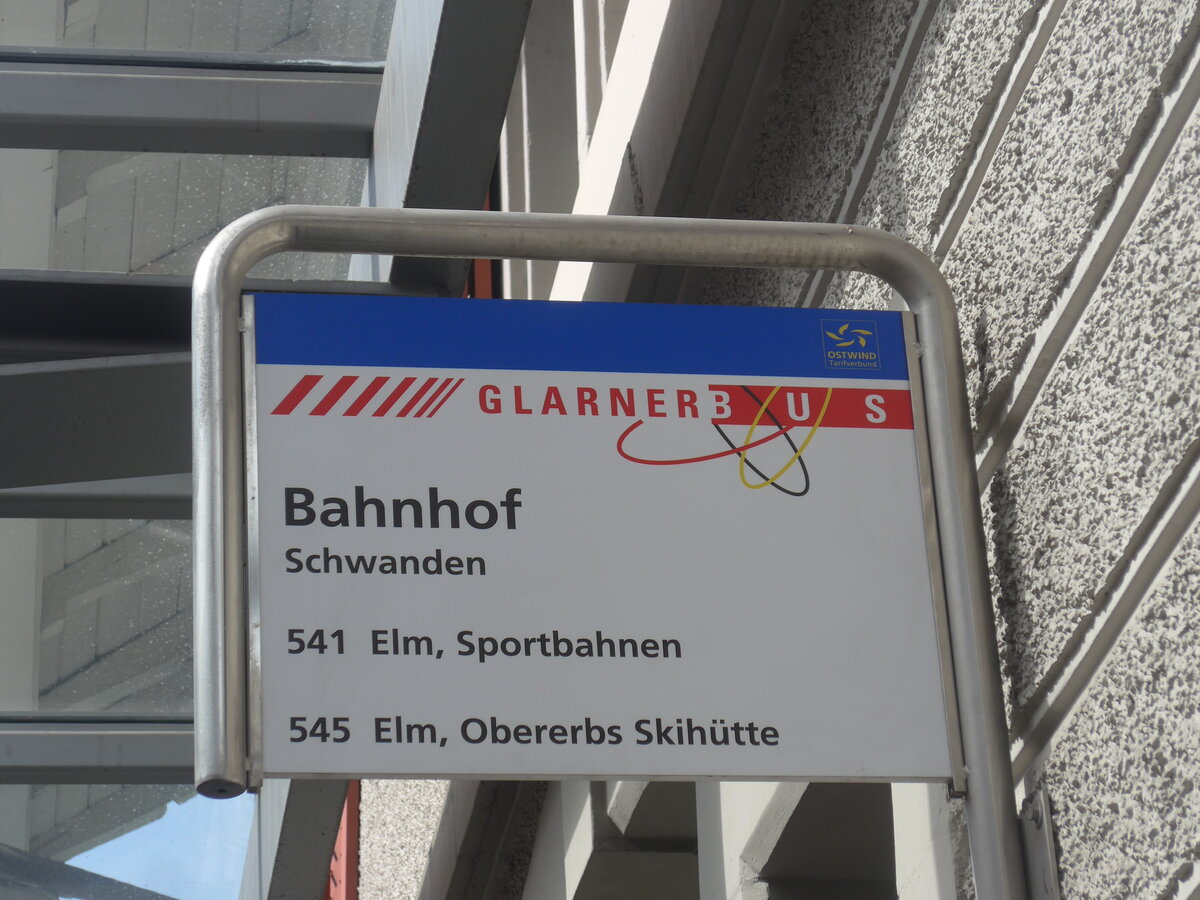 OSTWIND
Tarifverbund
GLARNERBUS
Bahnhof
Schwanden
541 Elm, Sportbahnen
545 Elm, Obererbs Skihütte